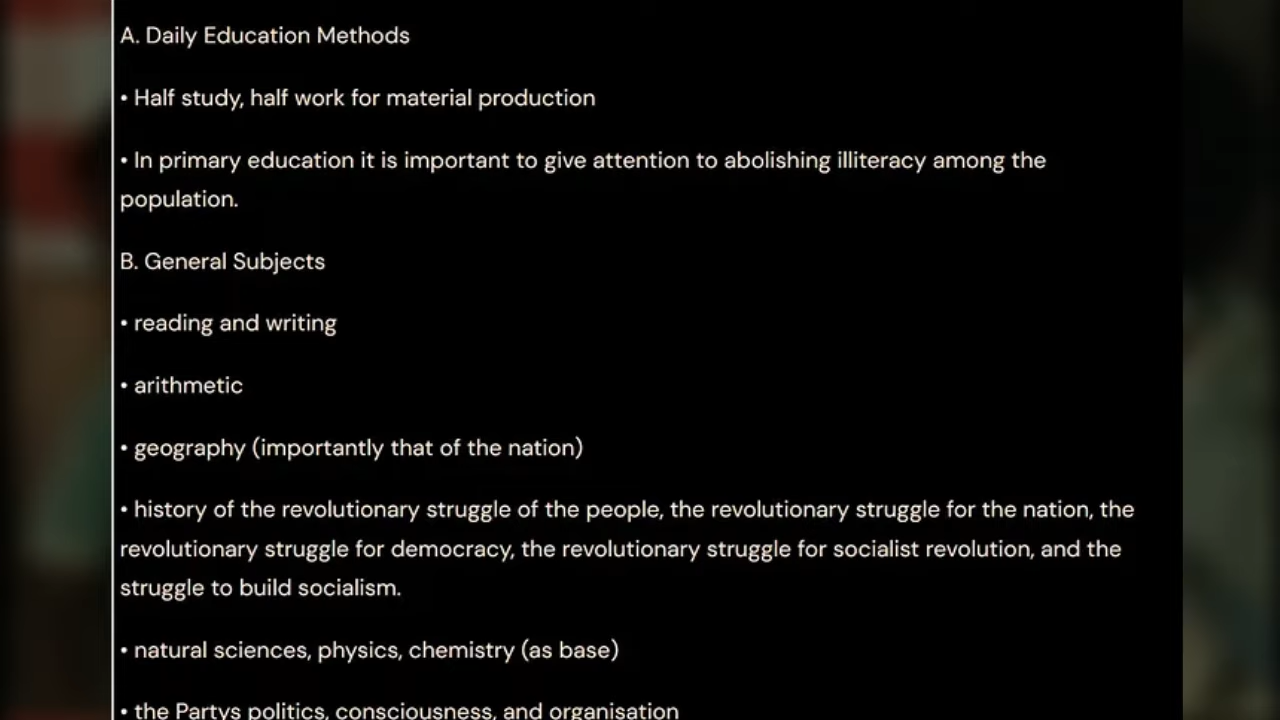 A. Daily Education Methods
• Half study, half work for material production
• In primary education it is important to give attention to abolishing illiteracy among the
population.
B. General Subjects
• reading and writing
• arithmetic
• geography (importantly that of the nation)
• history of the revolutionary struggle of the people, the revolutionary struggle for the nation, the
revolutionary struggle for democracy, the revolutionary struggle for socialist revolution, and the
struggle to build socialism.
• natural sciences, physics, chemistry (as base)
• the Partys politics, consciousness, and organisation